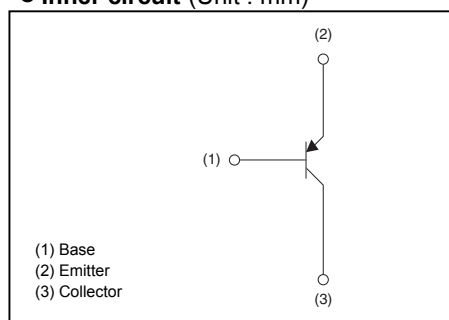 ● Inner circuit (Unit : mm)
(2)
(1)
(1) Base
(2) Emitter
(3) Collector
(3)